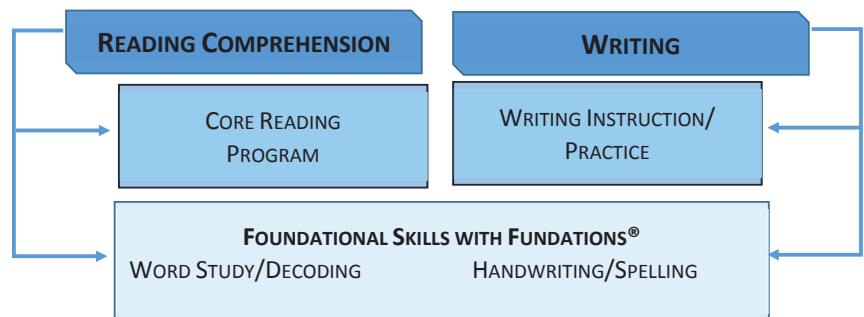 READING COMPREHENSION
WRITING
CORE READING
PROGRAM
WRITING INSTRUCTION/
PRACTICE
FOUNDATIONAL SKILLS WITH FUNDATIONS®
WORD STUDY/DECODING
HANDWRITING/SPELLING